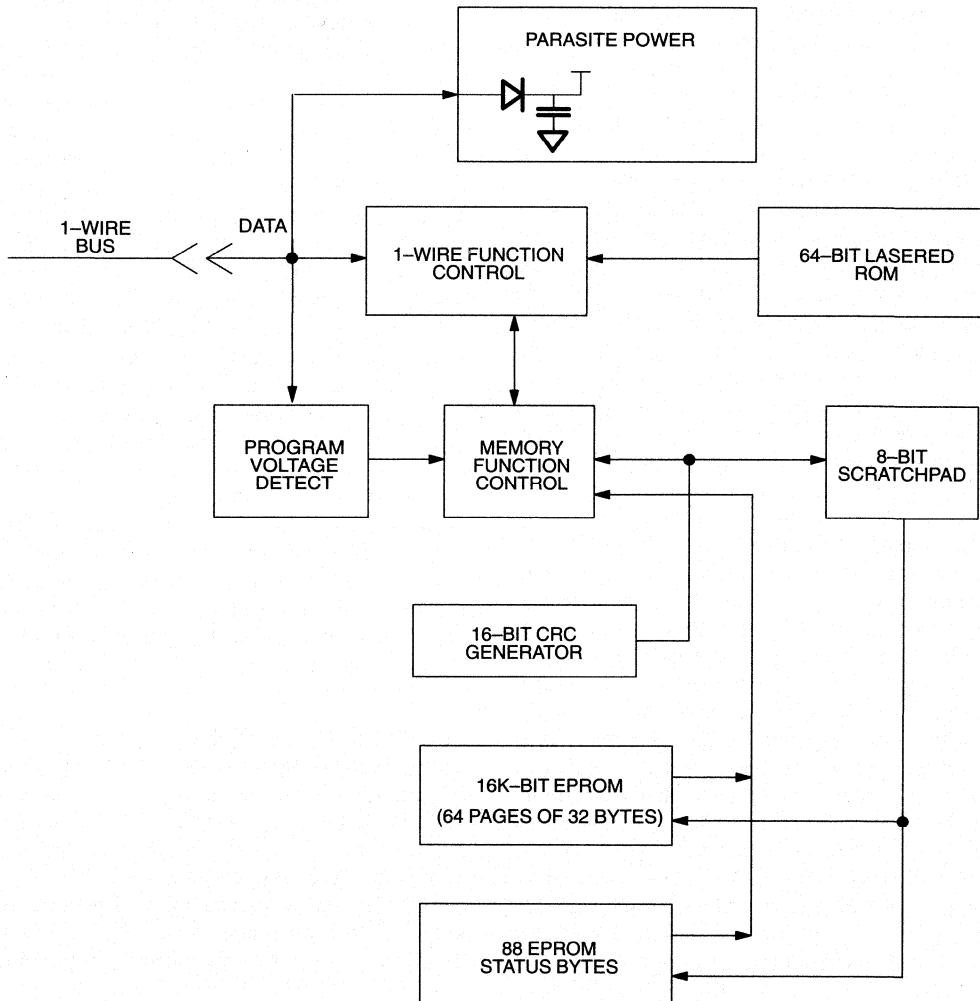 PARASITE POWER
1–WIRE
BUS
DATA
1–WIRE FUNCTION
CONTROL
64–BIT LASERED
ROM
PROGRAM
VOLTAGE
DETECT
MEMORY
FUNCTION
CONTROL
8–BIT
SCRATCHPAD
16–BIT CRC
GENERATOR
16K–BIT EPROM
(64 PAGES OF 32 BYTES)
88 EPROM
STATUS BYTES